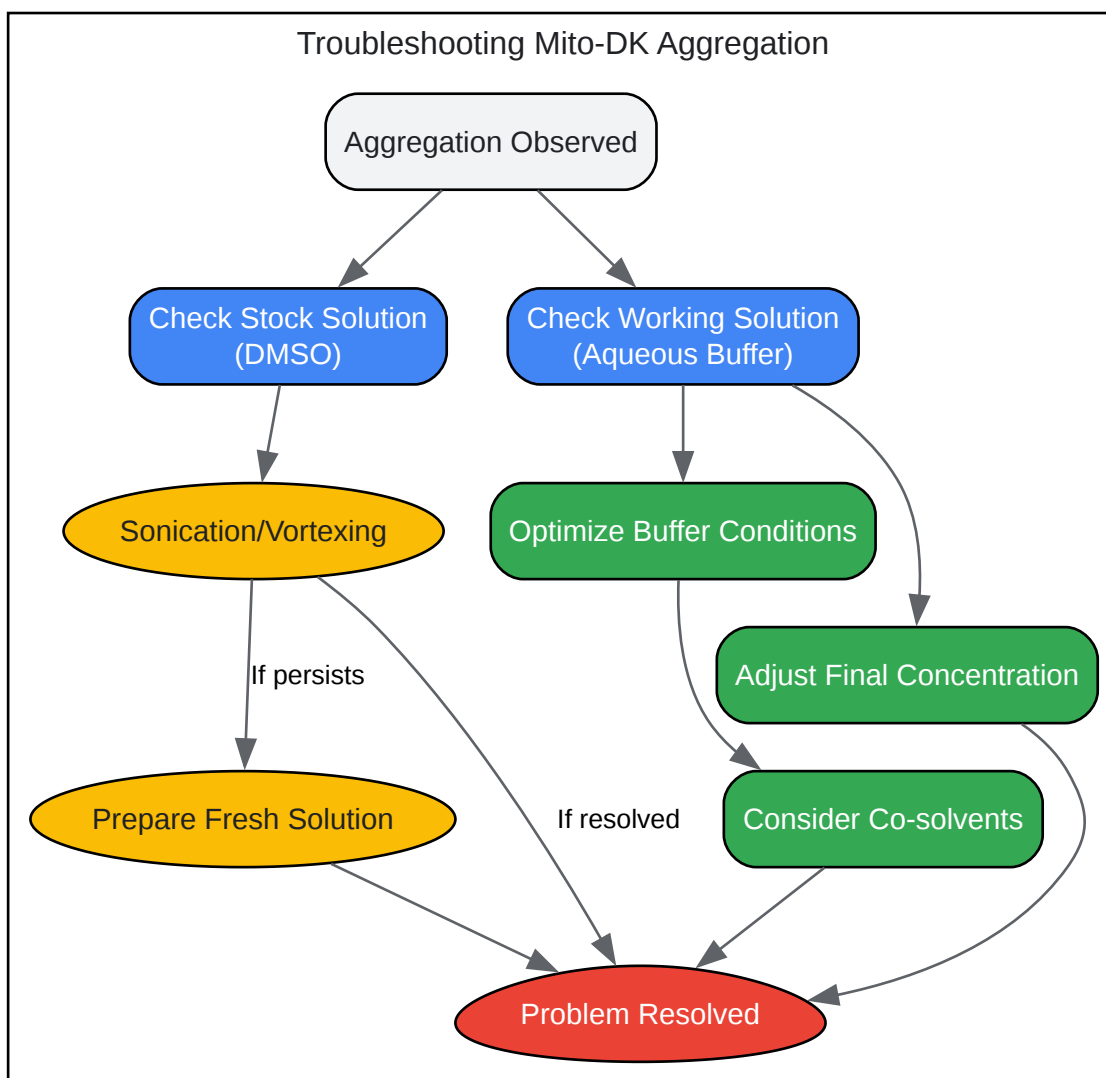 Troubleshooting Mito-DK Aggregation
Aggregation Observed
Check Stock Solution
(DMSO)
Check Working Solution
(Aqueous Buffer)
Sonication/Vortexing
Optimize Buffer Conditions
If persists
Adjust Final Concentration
Prepare Fresh Solution
If resolved
Consider Co-solvents
Problem Resolved